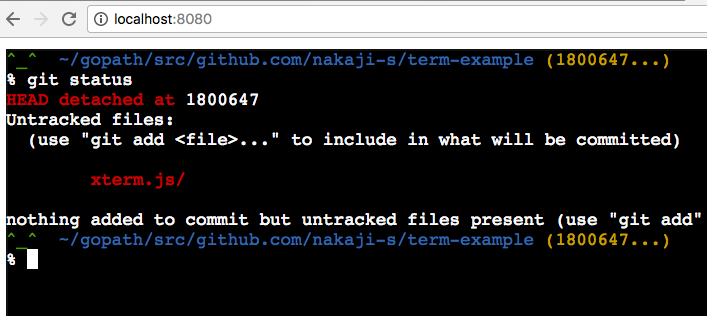 localhost:8080
^_^  ~/gopath/src/github.com/nakaji-s/term-example (1800647...)
% git status
HEAD detached at 1800647
Untracked files:
  (use "git add <file>..." to include in what will be committed)
        xterm.js/
nothing added to commit but untracked files present (use "git add"
^_^  ~/gopath/src/github.com/nakaji-s/term-example (1800647...)
%